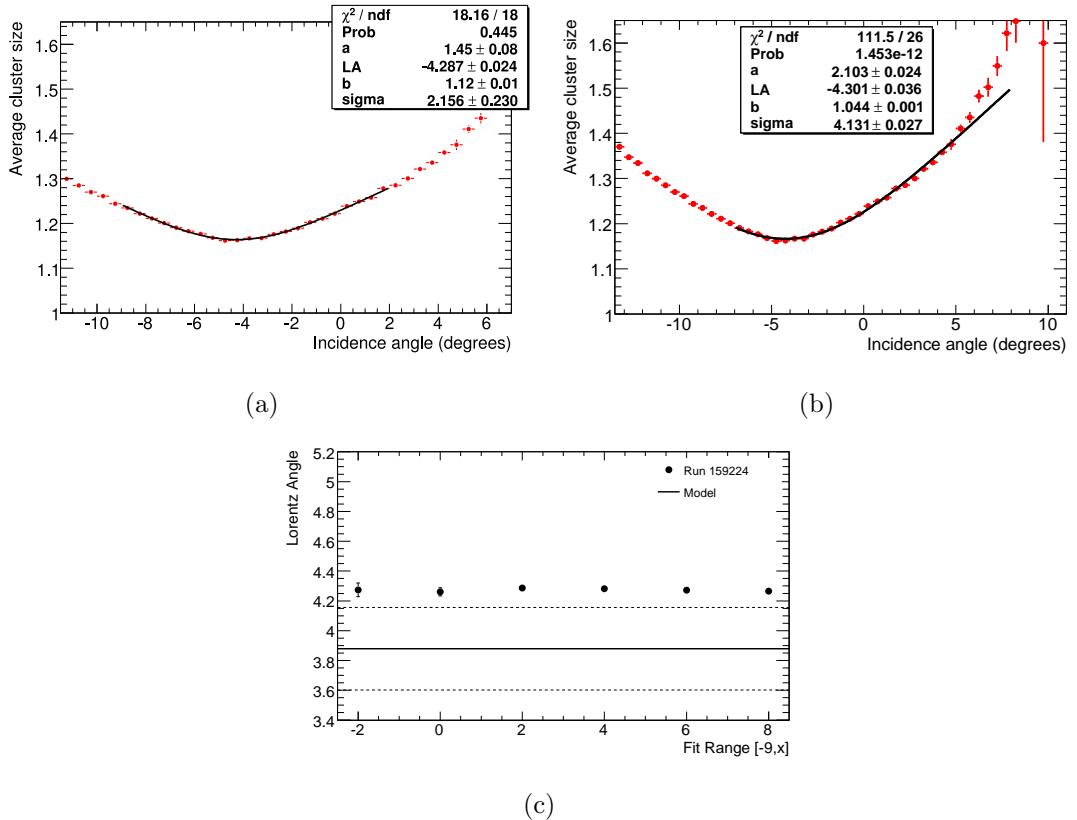 Average cluster size
1.6
1.5
1.4
1.3
1.2
1.1
1
χ² / ndf 18.16 / 18
Prob 0.445
a 1.45 ± 0.08
LA -4.287 ± 0.024
b 1.12 ± 0.01
sigma 2.156 ± 0.230
-10 -8 -6 -4 -2 0 2 4 6
Incidence angle (degrees)
(a)
Average cluster size
1.6
1.5
1.4
1.3
1.2
1.1
1
χ² / ndf 111.5 / 26
Prob 1.453e-12
a 2.103 ± 0.024
LA -4.301 ± 0.036
b 1.044 ± 0.001
sigma 4.131 ± 0.027
-10 -5 0 5 10
Incidence angle (degrees)
(b)
Lorentz Angle
5.2
5
4.8
4.6
4.4
4.2
4
3.8
3.6
3.4
Run 159224
Model
-2 0 2 4 6 8
Fit Range [-9,x]
(c)